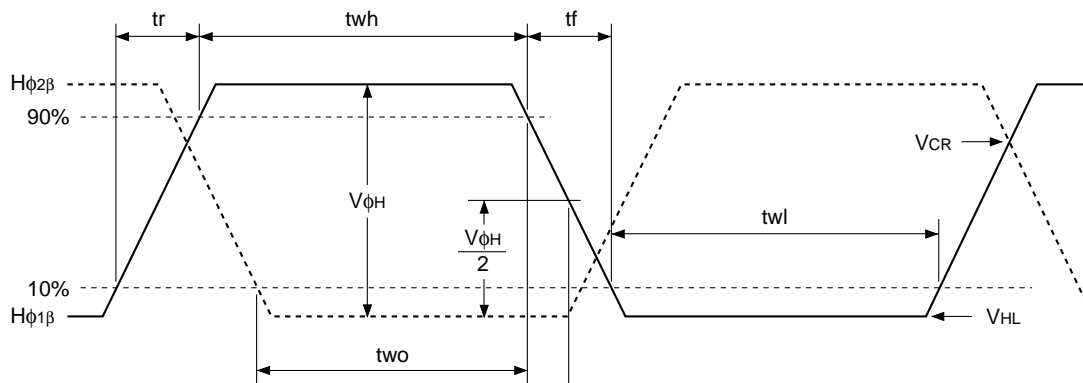 tr twh tf
Hϕ2β
90%
VCR
VϕH
VϕH
2
twl
10%
Hϕ1β
VHL
two